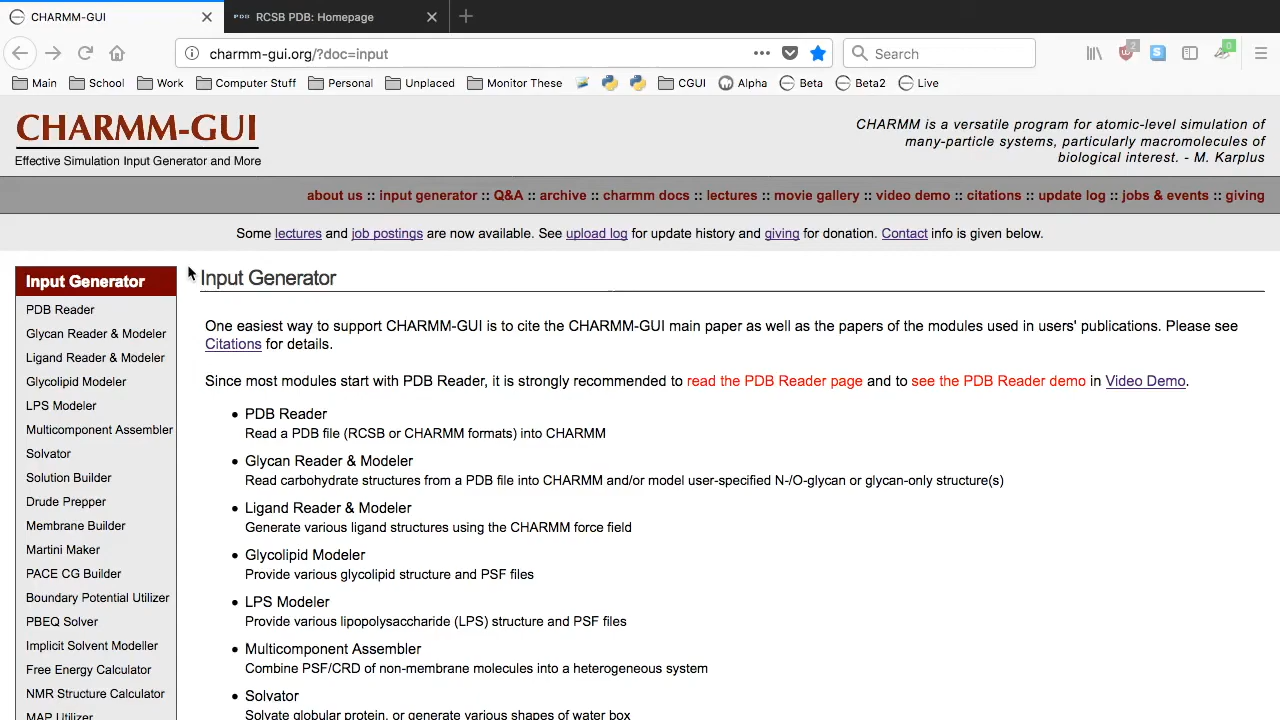 CHARMM-GUI
RCSB PDB: Homepage
charmm-gui.org/?doc=input
Search
2
0
Main
School
Work
Computer Stuff
Personal
Unplaced
Monitor These
CGUI
Alpha
Beta
Beta2
Live
CHARMM-GUI
Effective Simulation Input Generator and More
CHARMM is a versatile program for atomic-level simulation of
many-particle systems, particularly macromolecules of
biological interest. - M. Karplus
about us :: input generator :: Q&A :: archive :: charmm docs :: lectures :: movie gallery :: video demo :: citations :: update log :: jobs & events :: giving
Some lectures and job postings are now available. See upload log for update history and giving for donation. Contact info is given below.
Input Generator
PDB Reader
Glycan Reader & Modeler
Ligand Reader & Modeler
Glycolipid Modeler
LPS Modeler
Multicomponent Assembler
Solvator
Solution Builder
Drude Prepper
Membrane Builder
Martini Maker
PACE CG Builder
Boundary Potential Utilizer
PBEQ Solver
Implicit Solvent Modeller
Free Energy Calculator
NMR Structure Calculator
MAP Utilizer
Input Generator
One easiest way to support CHARMM-GUI is to cite the CHARMM-GUI main paper as well as the papers of the modules used in users' publications. Please see
Citations for details.
Since most modules start with PDB Reader, it is strongly recommended to read the PDB Reader page and to see the PDB Reader demo in Video Demo.
• PDB Reader
Read a PDB file (RCSB or CHARMM formats) into CHARMM
• Glycan Reader & Modeler
Read carbohydrate structures from a PDB file into CHARMM and/or model user-specified N-/O-glycan or glycan-only structure(s)
• Ligand Reader & Modeler
Generate various ligand structures using the CHARMM force field
• Glycolipid Modeler
Provide various glycolipid structure and PSF files
• LPS Modeler
Provide various lipopolysaccharide (LPS) structure and PSF files
• Multicomponent Assembler
Combine PSF/CRD of non-membrane molecules into a heterogeneous system
• Solvator
Solvate globular protein, or generate various shapes of water box